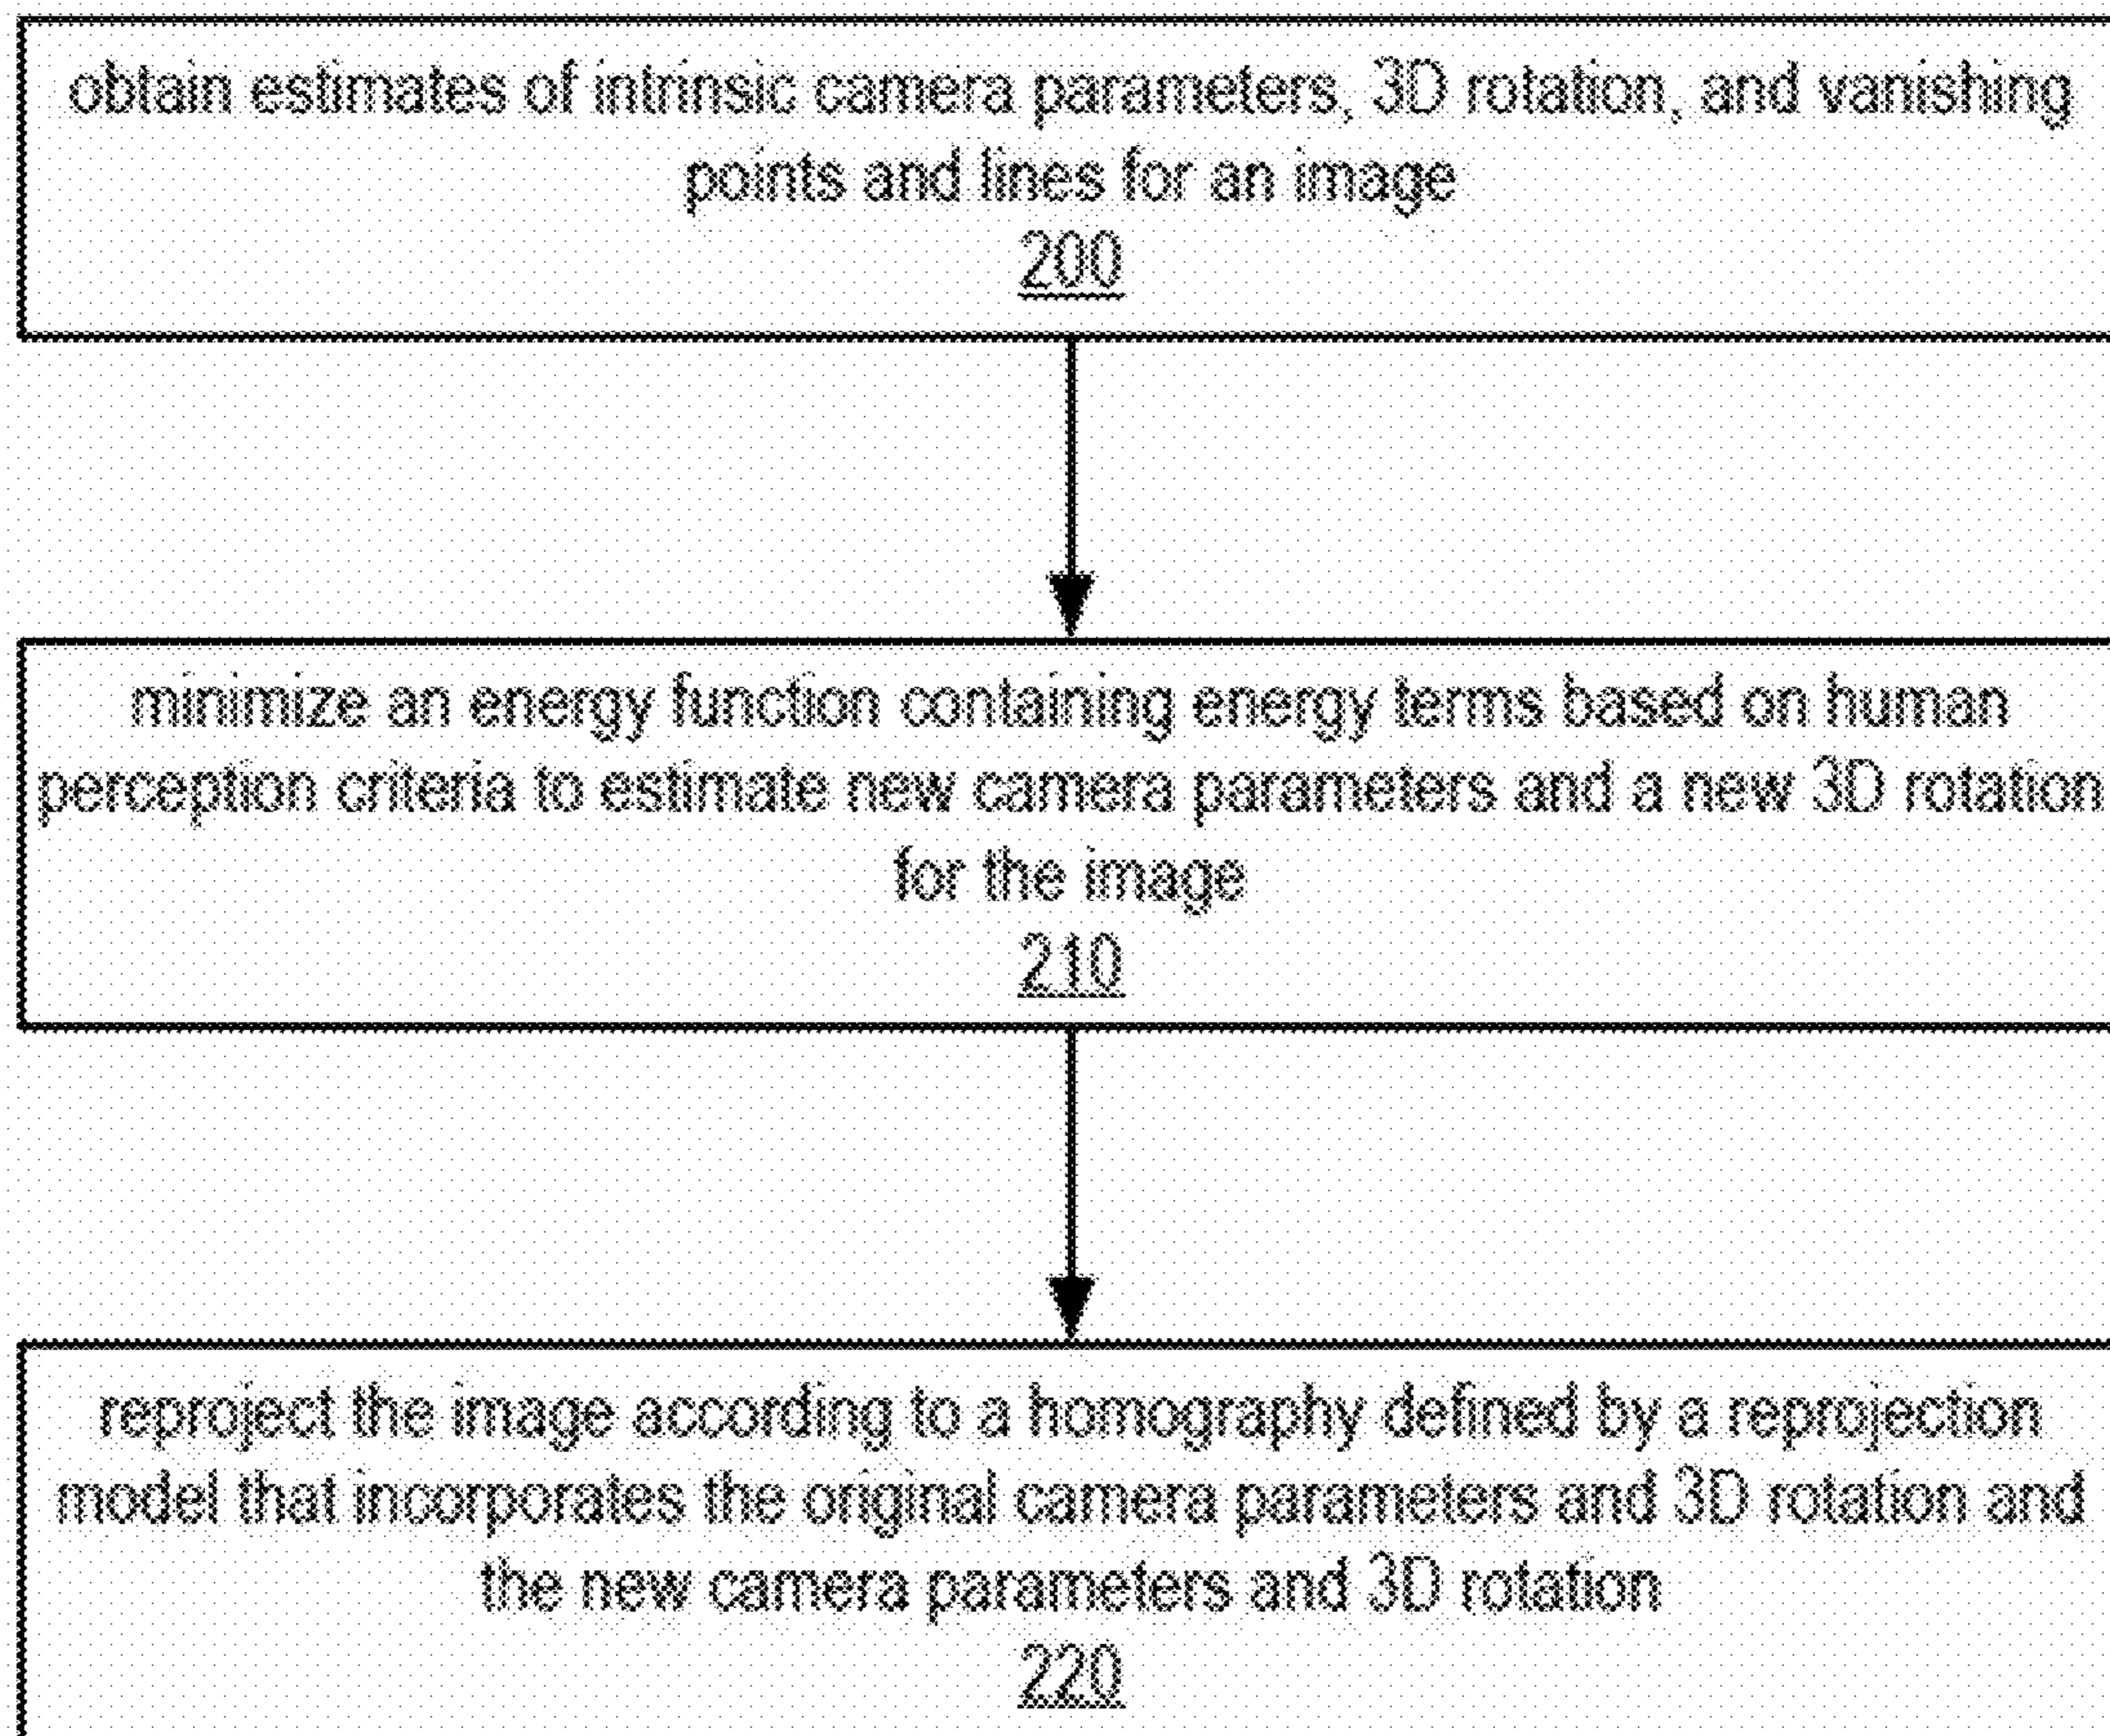 obtain estimates of intrinsic camera parameters, 3D rotation, and vanishing
points and lines for an image
200
minimize an energy function containing energy terms based on human
perception criteria to estimate new camera parameters and a new 3D rotation
for the image
210
reproject the image according to a homography defined by a reprojection
model that incorporates the original camera parameters and 3D rotation and
the new camera parameters and 3D rotation
220